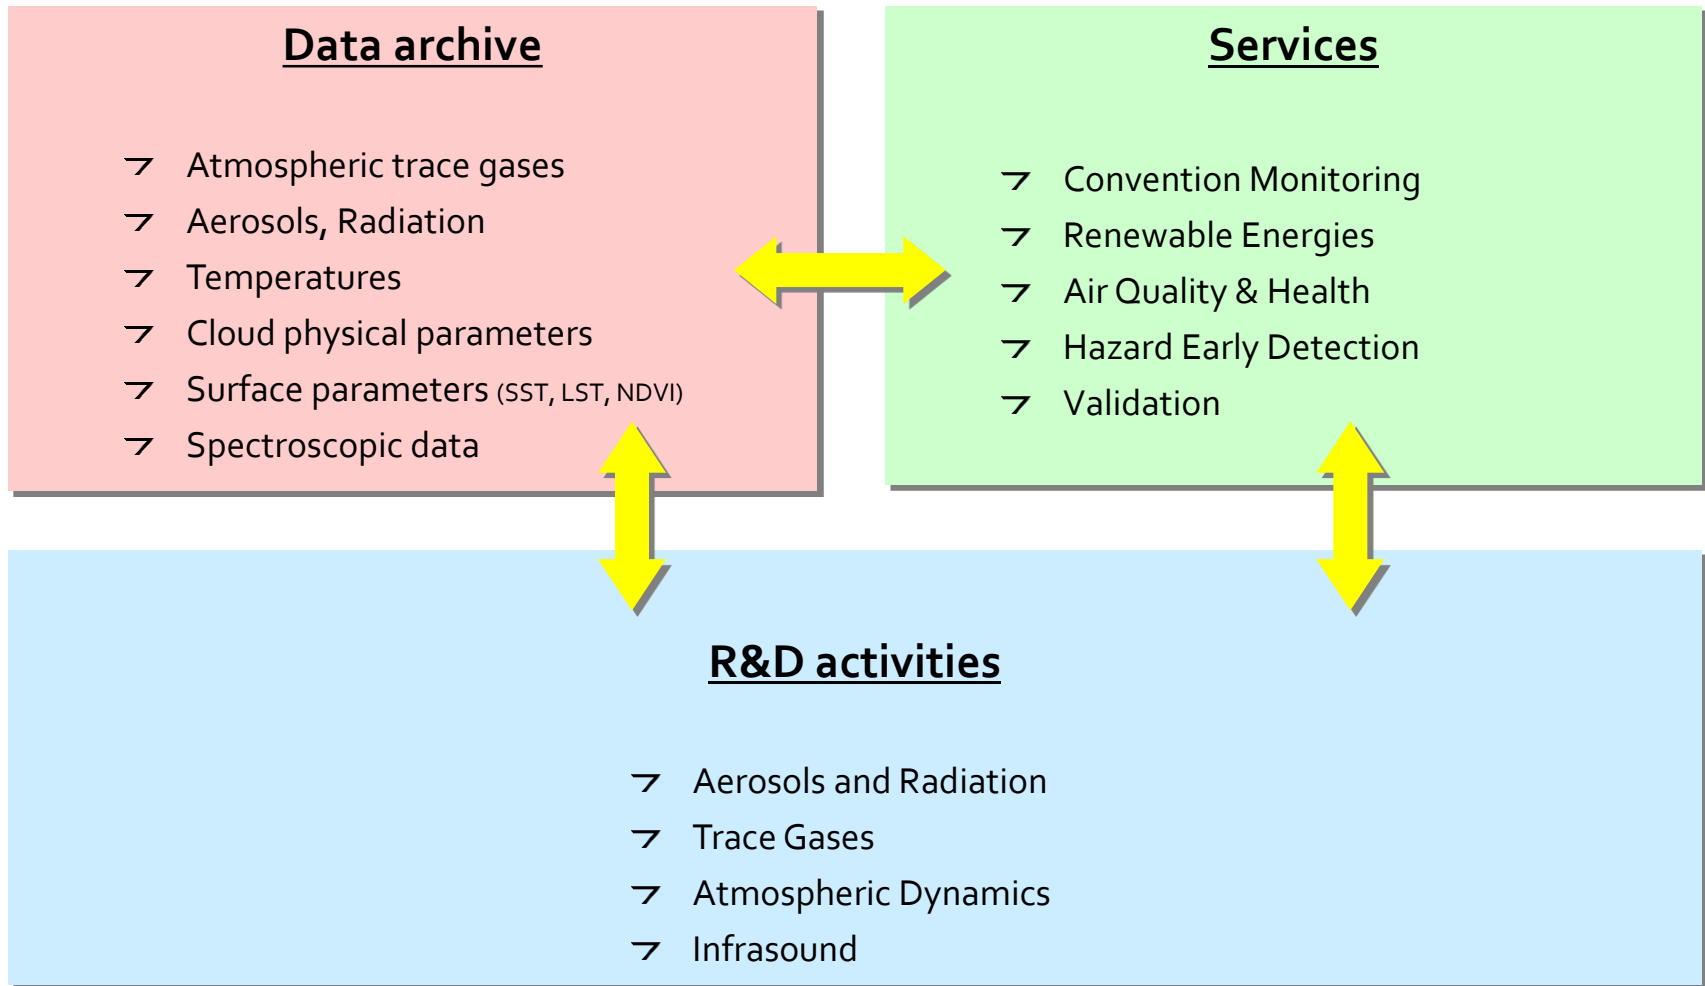 Data archive
Atmospheric trace gases
Aerosols, Radiation
Temperatures
Cloud physical parameters
Surface parameters (SST, LST, NDVI)
Spectroscopic data
Services
Convention Monitoring
Renewable Energies
Air Quality & Health
Hazard Early Detection
Validation
R&D activities
Aerosols and Radiation
Trace Gases
Atmospheric Dynamics
Infrasound